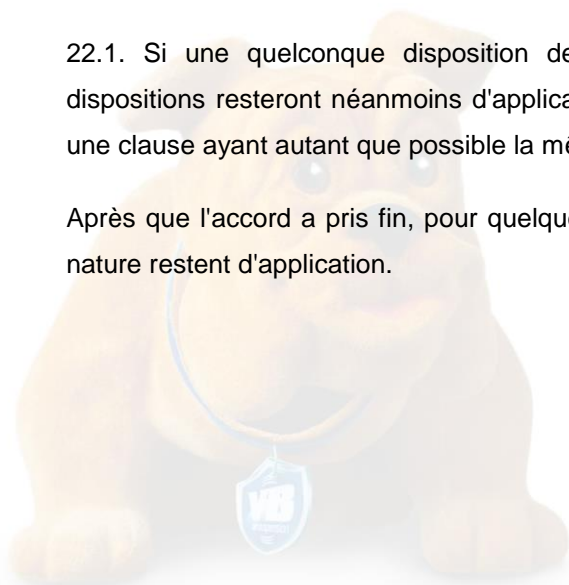 22.1. Si une quelconque disposition de
dispositions resteront néanmoins d'applica
une clause ayant autant que possible la mê
Après que l'accord a pris fin, pour quelque
nature restent d'application.
VB